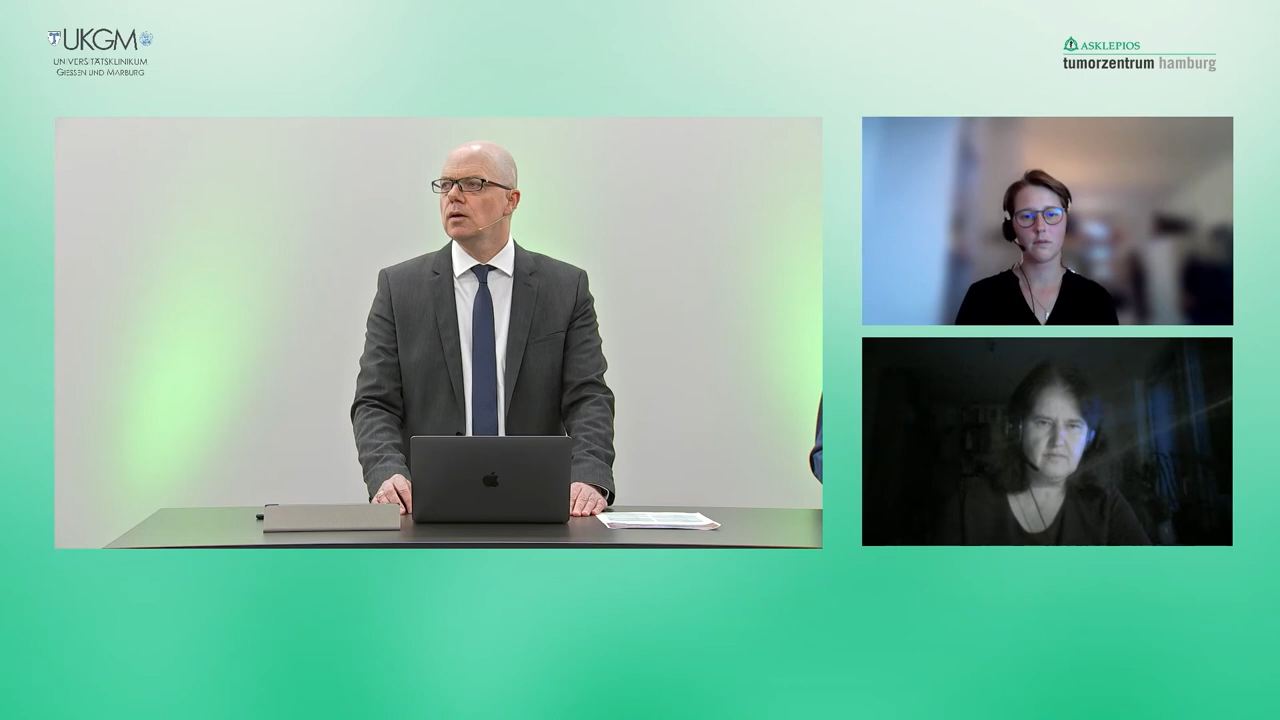 UKGM
UNIVERSITÄTSKLINIKUM
GIESSEN UND MARBURG
ASKLEPIOS
tumorzentrum hamburg